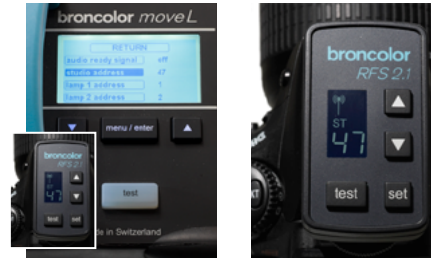 broncolor move L
RETURN
audio ready signal off
studio address 47
lamp 1 address 1
lamp 2 address 2
menu / enter
test
de in Switzerland
broncolor
RFS 2.1
ST
47
test set
broncolor
RFS 2.1
ST
47
test set